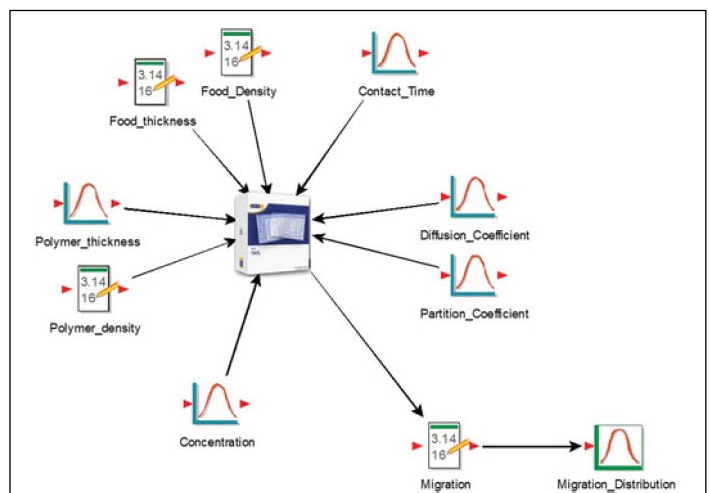 3.14
16
Food_Density
Contact_Time
3.14
16
Food_thickness
Polymer_thickness
Diffusion_Coefficient
3.14
16
Polymer_density
Partition_Coefficient
Concentration
3.14
16
Migration
Migration_Distribution